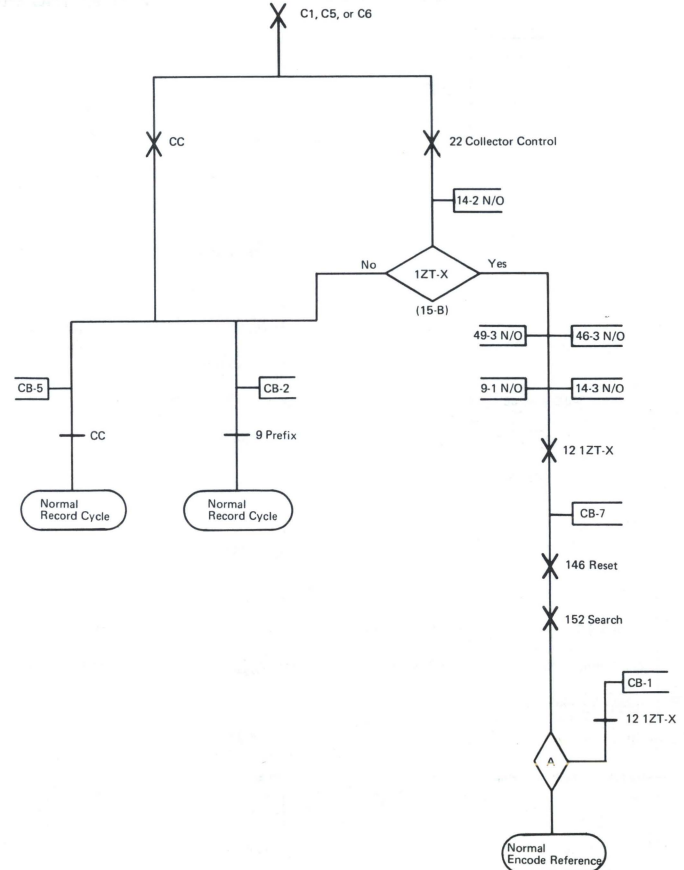 C1, C5, or C6
CC
22 Collector Control
14-2 N/O
No
1ZT-X
Yes
(15-B)
49-3 N/O
46-3 N/O
CB-5
CB-2
9-1 N/O
14-3 N/O
CC
9 Prefix
12 1ZT-X
Normal
Record Cycle
Normal
Record Cycle
CB-7
146 Reset
152 Search
CB-1
12 1ZT-X
A
Normal
Encode Reference